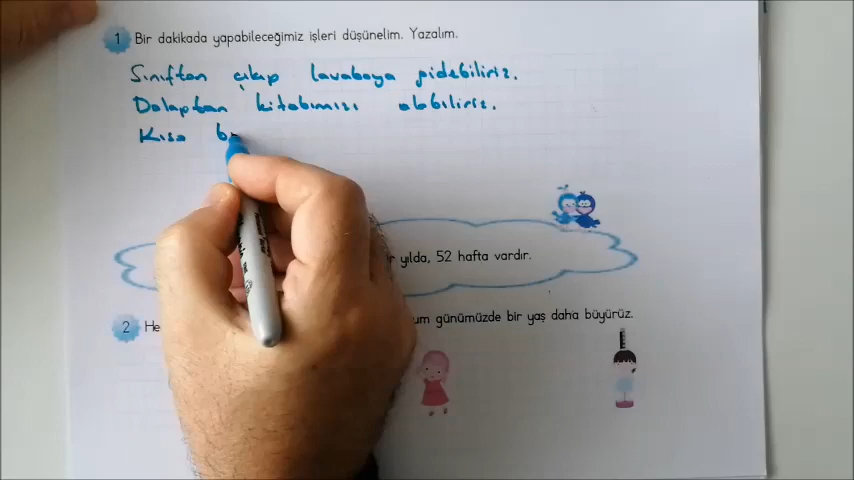 1 Bir dakikada yapabileceğimiz işleri düşünelim. Yazalım.
Sınıftan çıkıp lavaboya gidebiliriz.
Dolaptan kitabımızı alabiliriz.
Kısa
yılda, 52 hafta vardır.
2 He
günümüzde bir yaş daha büyürüz.